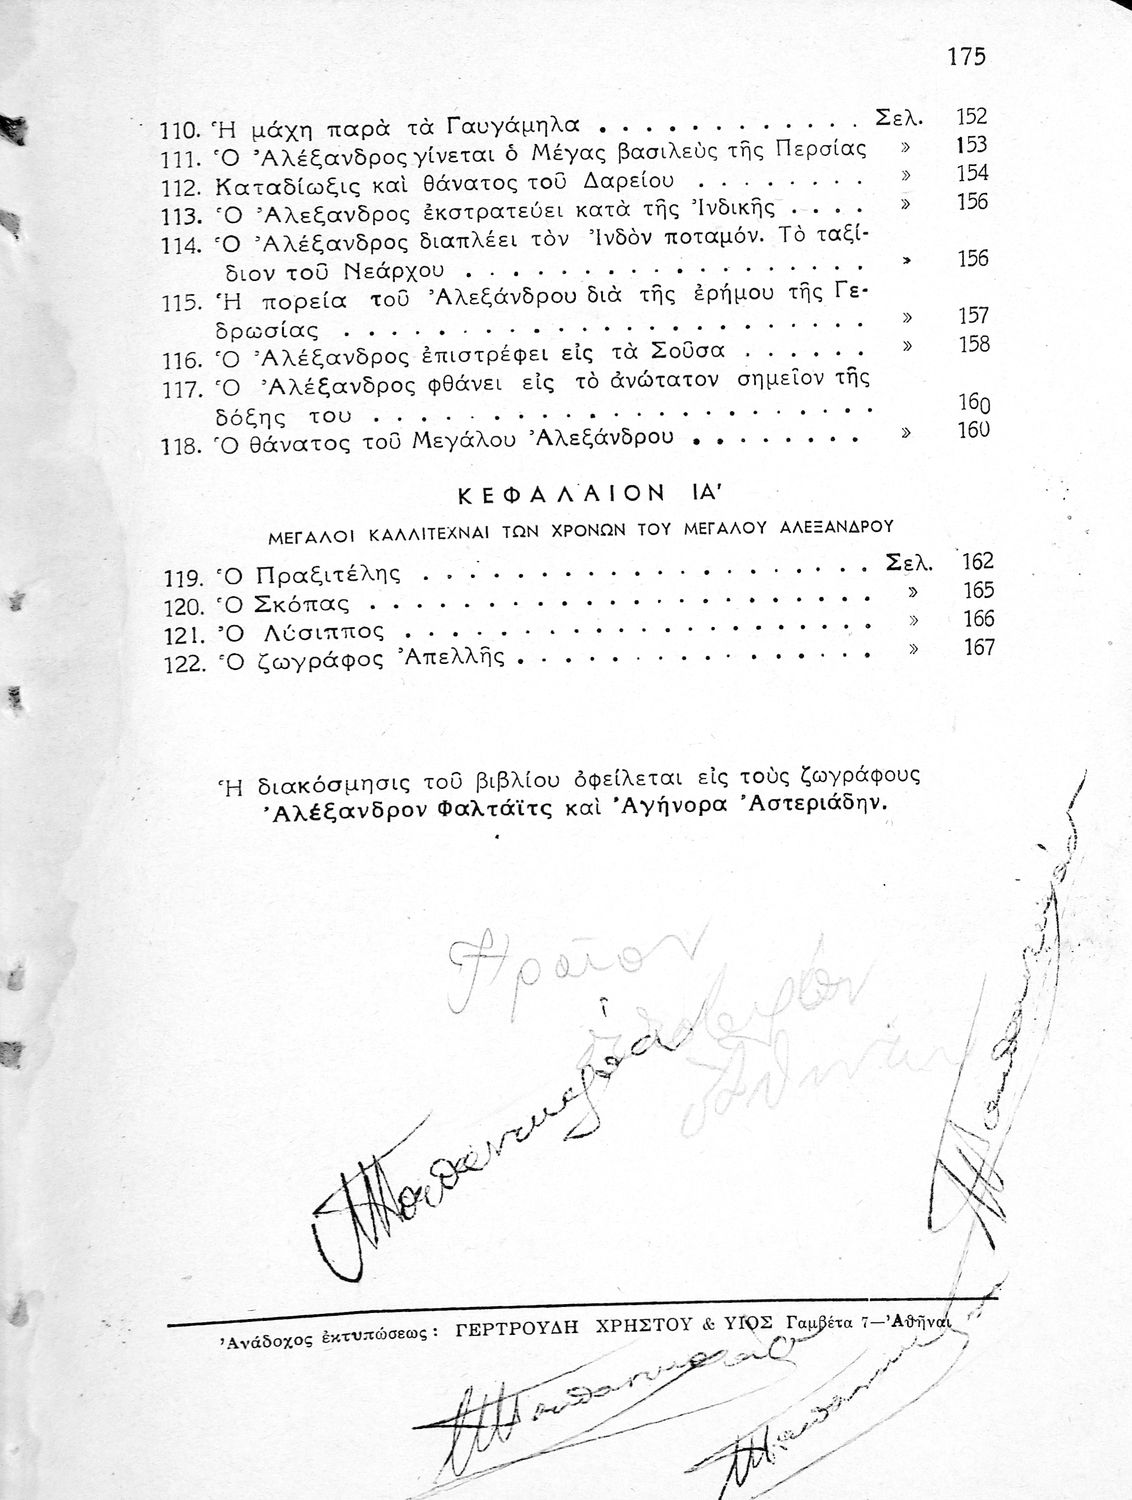 175
110. Ἡ μάχη παρὰ τὰ Γαυγάμηλα . . . . . . . . . . . . Σελ. 152
111. Ὁ Ἀλέξανδρος γίνεται ὁ Μέγας βασιλεὺς τῆς Περσίας » 153
112. Καταδίωξις καὶ θάνατος τοῦ Δαρείου . . . . . . . . » 154
113. Ὁ Ἀλέξανδρος ἐκστρατεύει κατὰ τῆς Ἰνδικῆς . . . . » 156
114. Ὁ Ἀλέξανδρος διαπλέει τὸν Ἰνδὸν ποταμόν. Τὸ ταξί-
διον τοῦ Νεάρχου . . . . . . . . . . . . . . . . . » 156
115. Ἡ πορεία τοῦ Ἀλεξάνδρου διὰ τῆς ἐρήμου τῆς Γε-
δρωσίας . . . . . . . . . . . . . . . . . . . . . . » 157
116. Ὁ Ἀλέξανδρος ἐπιστρέφει εἰς τὰ Σοῦσα . . . . . . » 158
117. Ὁ Ἀλέξανδρος φθάνει εἰς τὸ ἀνώτατον σημεῖον τῆς
δόξης του . . . . . . . . . . . . . . . . . . . . . 160
118. Ὁ θάνατος τοῦ Μεγάλου Ἀλεξάνδρου . . . . . . . . » 160
ΚΕΦΑΛΑΙΟΝ ΙΑ'
ΜΕΓΑΛΟΙ ΚΑΛΛΙΤΕΧΝΑΙ ΤΩΝ ΧΡΟΝΩΝ ΤΟΥ ΜΕΓΑΛΟΥ ΑΛΕΞΑΝΔΡΟΥ
119. Ὁ Πραξιτέλης . . . . . . . . . . . . . . . . . . . Σελ. 162
120. Ὁ Σκόπας . . . . . . . . . . . . . . . . . . . . . . » 165
121. Ὁ Λύσιππος . . . . . . . . . . . . . . . . . . . . » 166
122. Ὁ ζωγράφος Ἀπελλῆς . . . . . . . . . . . . . . . » 167
Ἡ διακόσμησις τοῦ βιβλίου ὀφείλεται εἰς τοὺς ζωγράφους
Ἀλέξανδρον Φαλτάϊτς καὶ Ἀγήνορα Ἀστεριάδην.
Ἀνάδοχος ἐκτυπώσεως: ΓΕΡΤΡΟΥΔΗ ΧΡΗΣΤΟΥ & ΥΙΟΣ Γαμβέτα 7—Ἀθῆναι